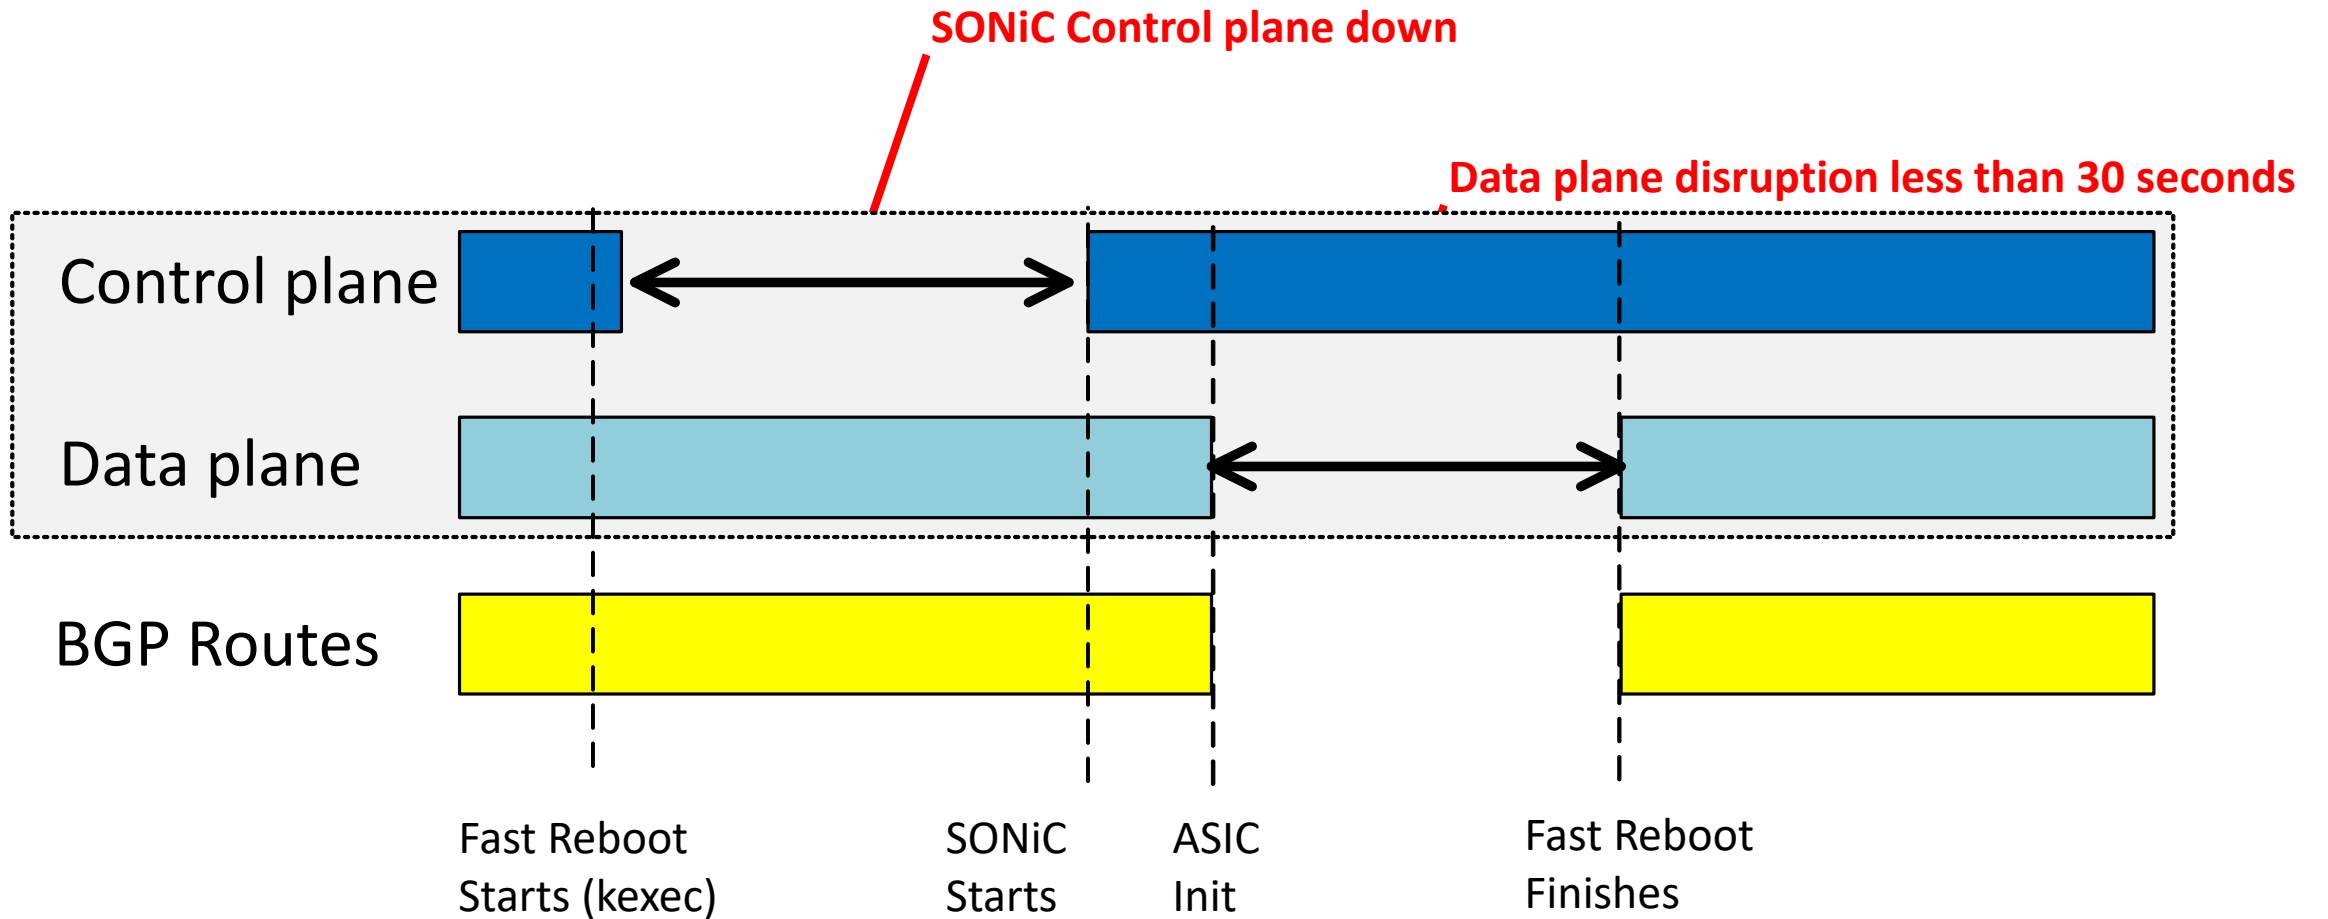 SONiC Control plane down
Data plane disruption less than 30 seconds
Control plane
Data plane
BGP Routes
Fast Reboot
Starts (kexec)
SONiC
Starts
ASIC
Init
Fast Reboot
Finishes